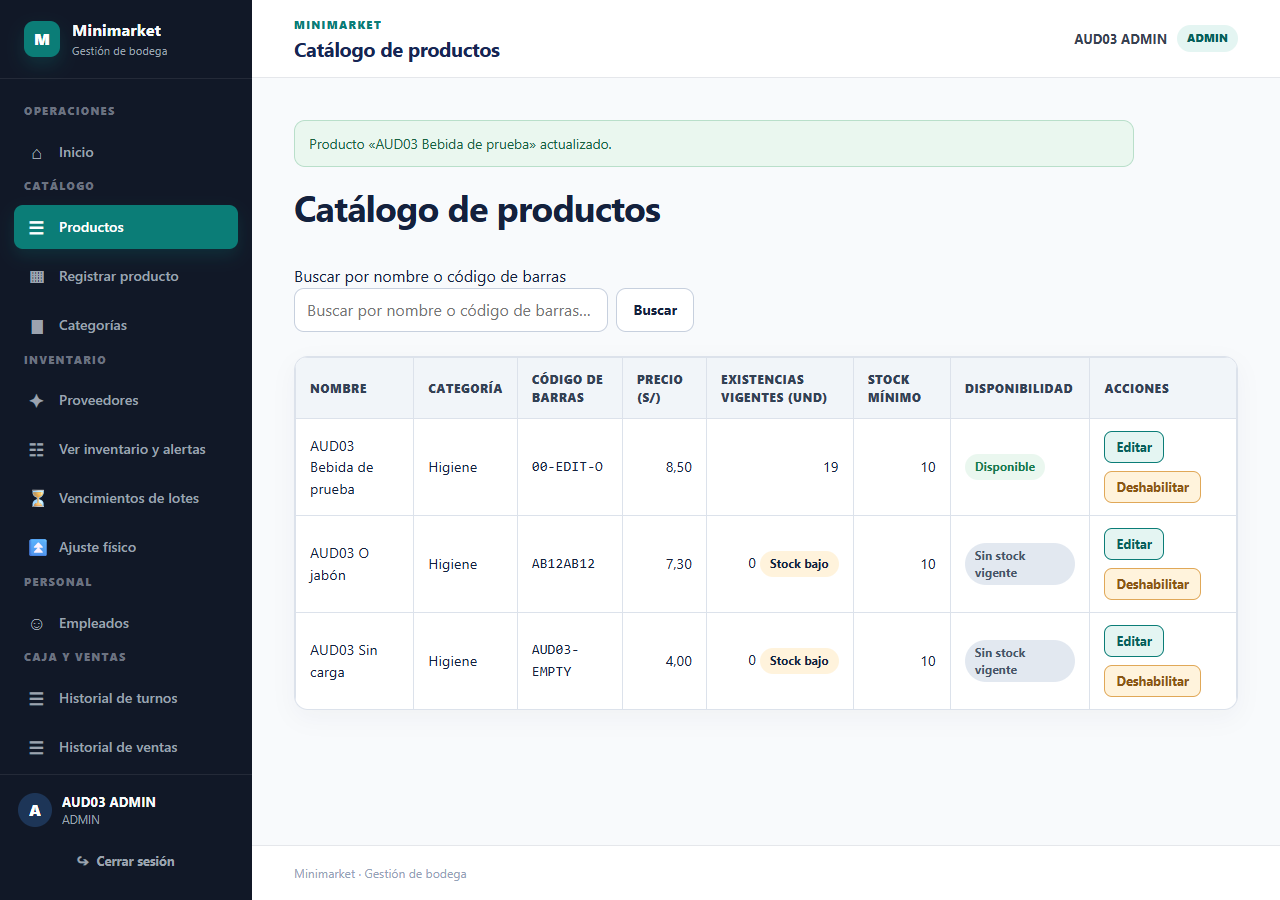 M
Minimarket
Gestión de bodega
OPERACIONES
Inicio
CATÁLOGO
Productos
Registrar producto
Categorías
INVENTARIO
Proveedores
Ver inventario y alertas
Vencimientos de lotes
Ajuste físico
PERSONAL
Empleados
CAJA Y VENTAS
Historial de turnos
Historial de ventas
A
AUD03 ADMIN
ADMIN
Cerrar sesión
MINIMARKET
Catálogo de productos
AUD03 ADMIN ADMIN
Producto «AUD03 Bebida de prueba» actualizado.
Catálogo de productos
Buscar por nombre o código de barras
Buscar por nombre o código de barras... Buscar
NOMBRE
CATEGORÍA
CÓDIGO DE
BARRAS
PRECIO
(S/)
EXISTENCIAS
VIGENTES (UND)
STOCK
MÍNIMO
DISPONIBILIDAD
ACCIONES
AUD03
Bebida de
prueba
Higiene
00-EDIT-O
8,50
19
10
Disponible
Editar
Deshabilitar
AUD03 O
jabón
Higiene
AB12AB12
7,30
0 Stock bajo
10
Sin stock
vigente
Editar
Deshabilitar
AUD03 Sin
carga
Higiene
AUD03-
EMPTY
4,00
0 Stock bajo
10
Sin stock
vigente
Editar
Deshabilitar
Minimarket · Gestión de bodega